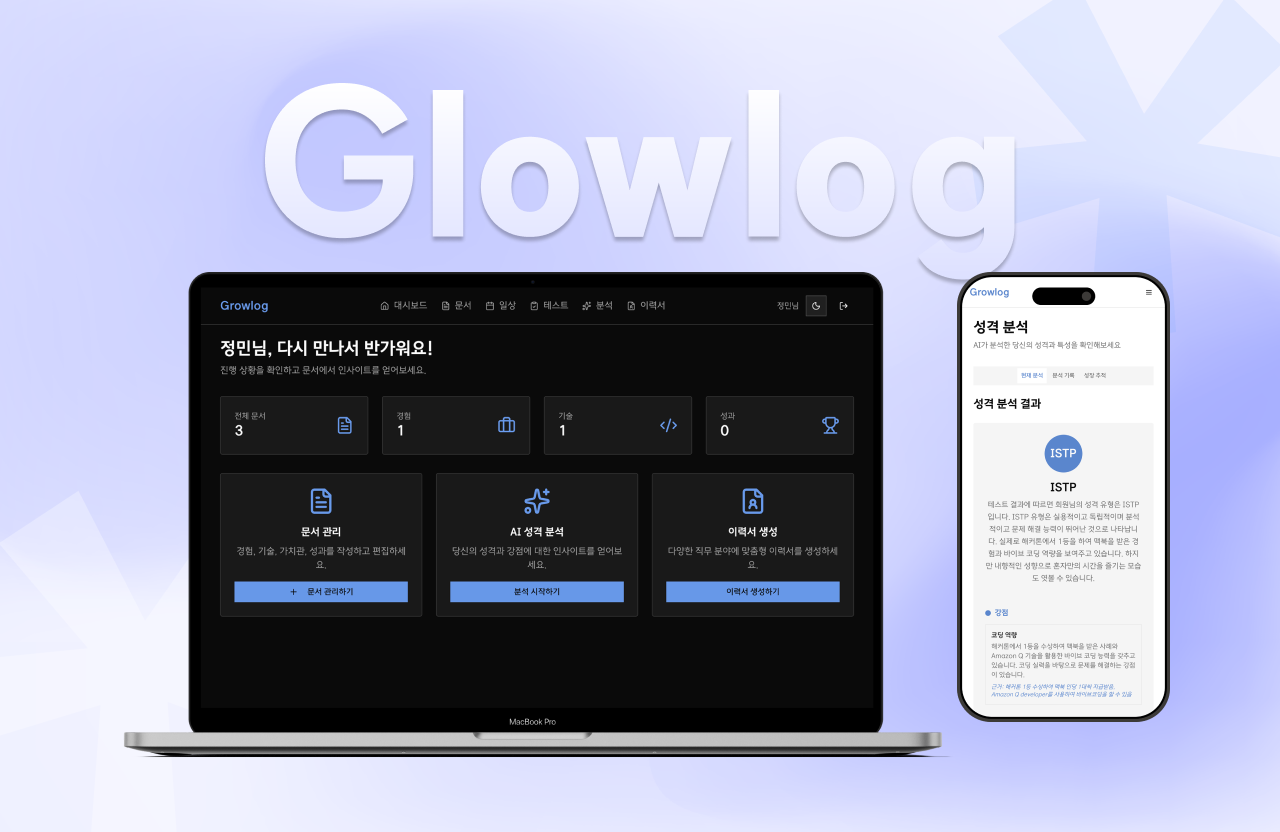 Glowlog
Growlog
대시보드 문서 일상 테스트 분석 이력서
정민님
정민님, 다시 만나서 반가워요!
진행 상황을 확인하고 문서에서 인사이트를 얻어보세요.
전체 문서
3
경험
1
기술
1
성과
0
문서 관리
경험, 기술, 가치관, 성과를 작성하고 편집하세
요.
+ 문서 관리하기
AI 성격 분석
당신의 성격과 강점에 대한 인사이트를 얻어보
세요.
분석 시작하기
이력서 생성
다양한 직무 분야에 맞춤형 이력서를 생성하세
요.
이력서 생성하기
MacBook Pro
Growlog
성격 분석
AI가 분석한 당신의 성격과 특성을 확인해보세요
현재 분석 분석 기록 성장 추적
성격 분석 결과
ISTP
ISTP
테스트 결과에 따르면 회원님의 성격 유형은 ISTP
입니다. ISTP 유형은 실용적이고 독립적이며 분석
적이고 문제 해결 능력이 뛰어난 것으로 나타납니
다. 실제로 해커톤에서 1등을 하여 맥북을 받은 경
험과 바이브 코딩 역량을 보여주고 있습니다. 하지
만 내향적인 성향으로 혼자만의 시간을 즐기는 모습
도 엿볼 수 있습니다.
강점
코딩 역량
해커톤에서 1등을 수상하여 맥북을 받은 사례와
Amazon Q 기술을 활용한 바이브 코딩 능력을 갖추고
있습니다. 코딩 실력을 바탕으로 문제를 해결하는 강점
이 있습니다.
근거: 해커톤 1등 수상하여 맥북 인당 1대씩 지급받음,
Amazon Q developer를 사용하여 바이브코딩을 할 수 있음